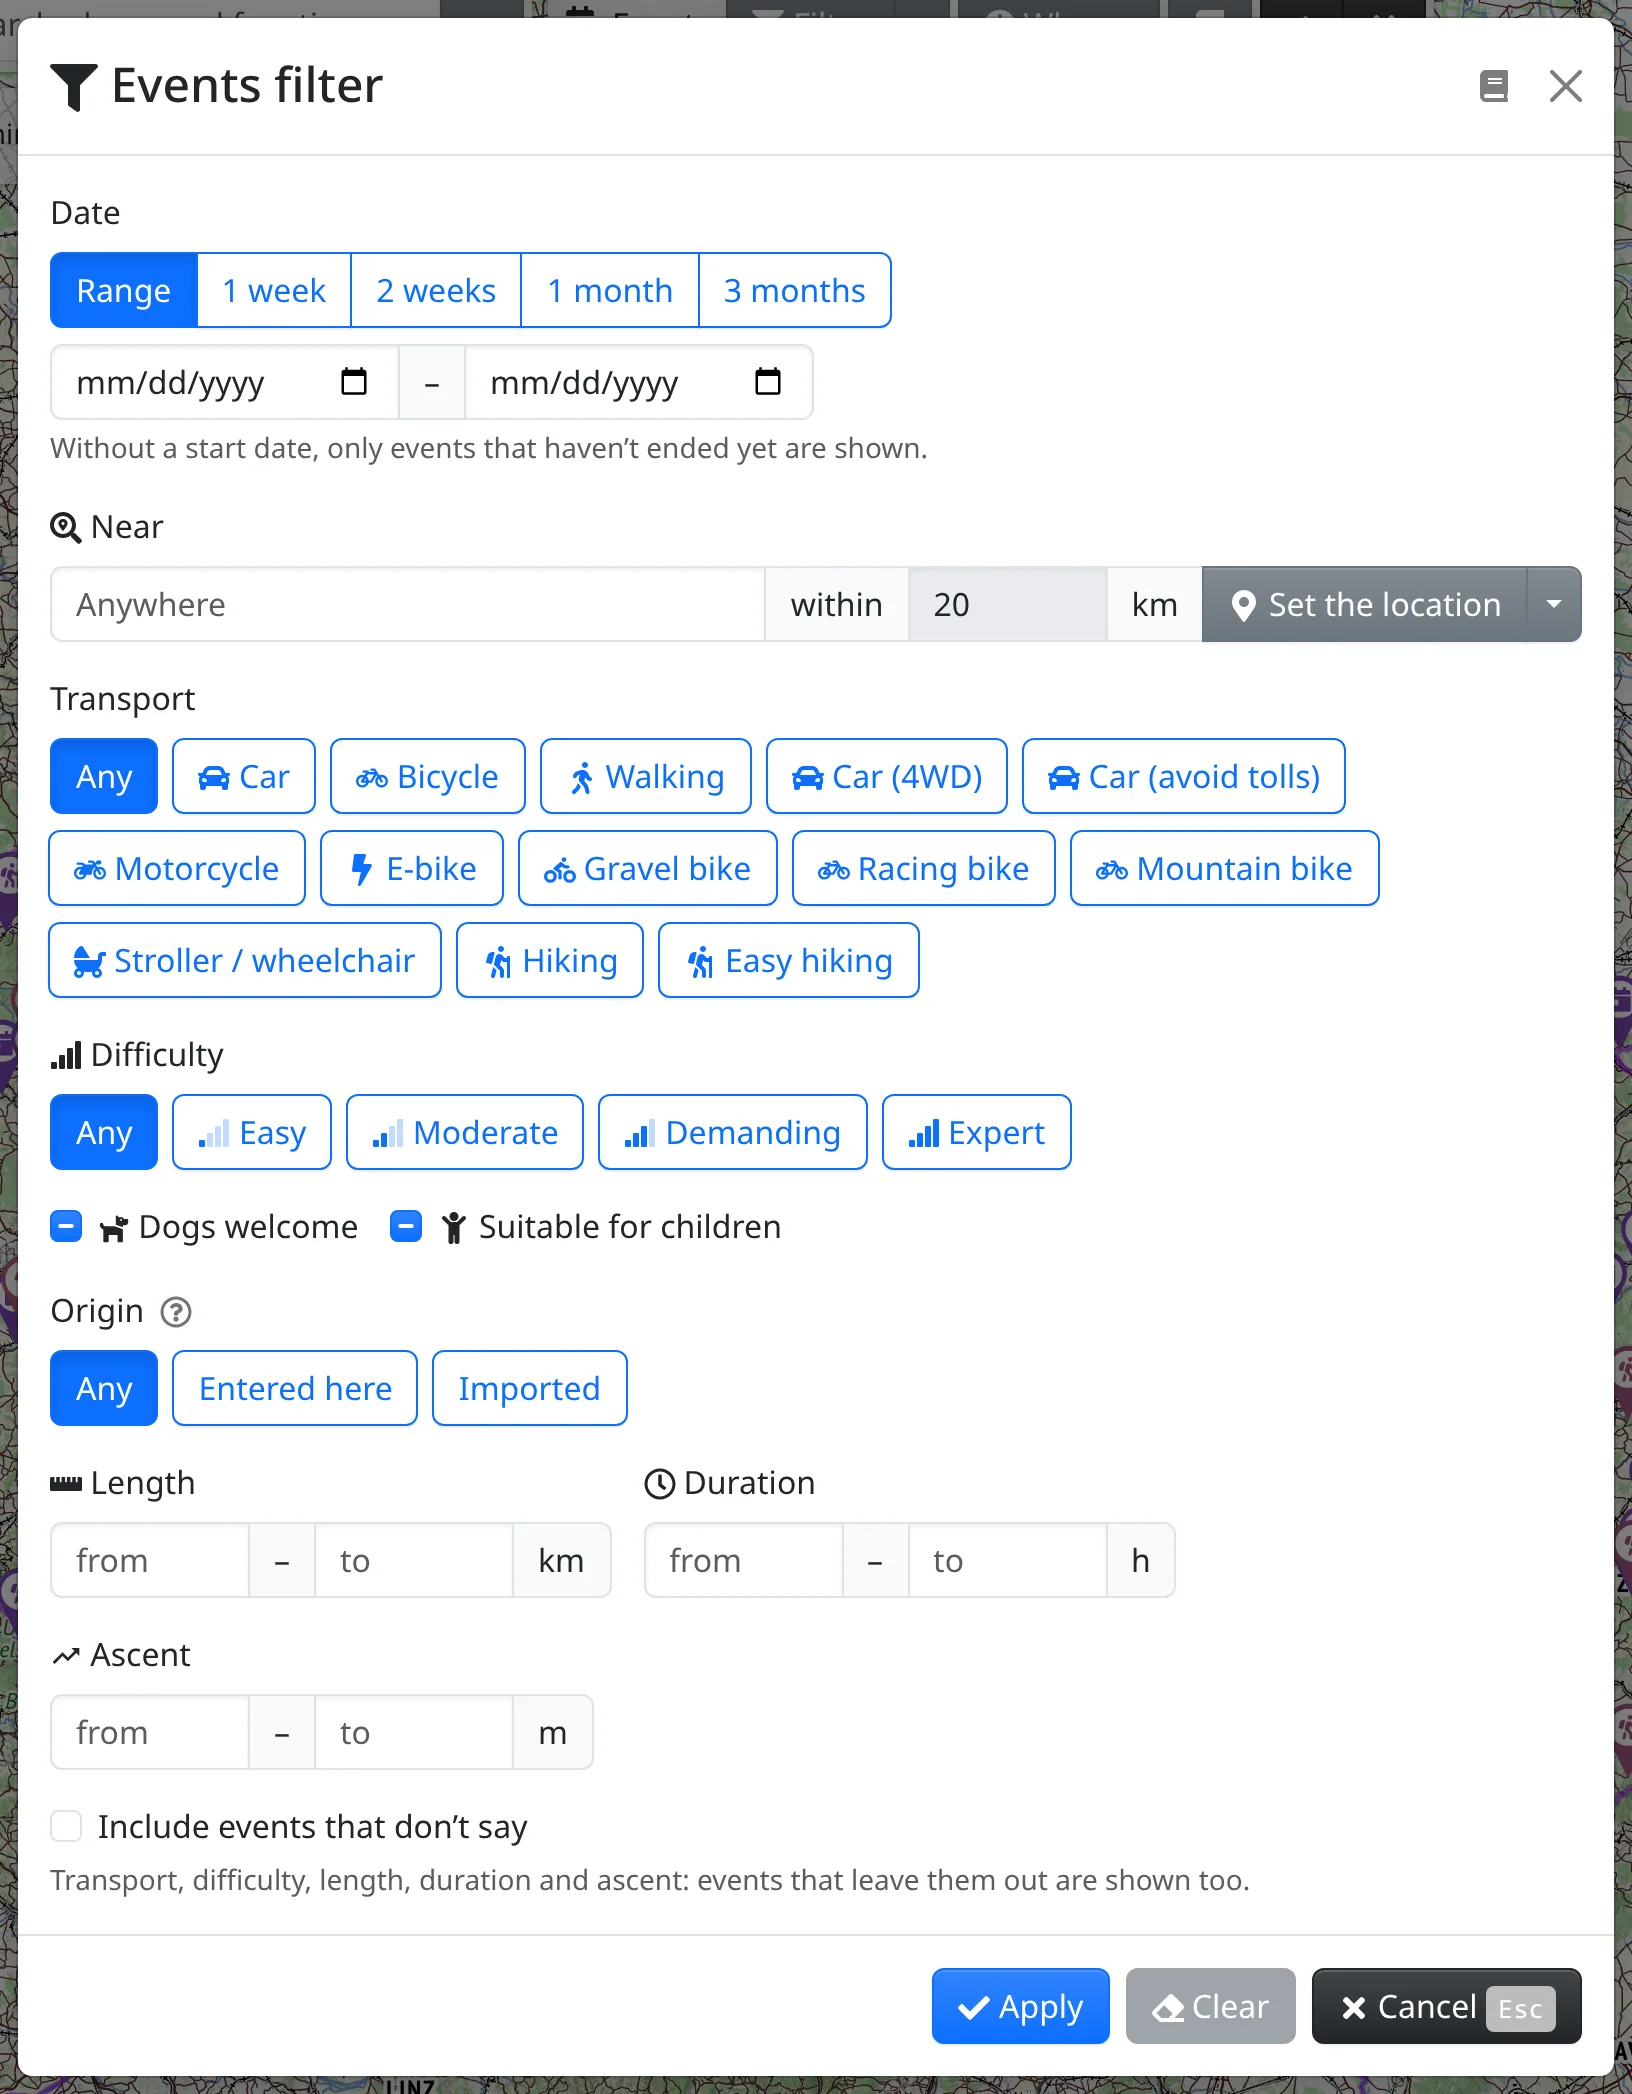 Events filter
Date
Range 1 week 2 weeks 1 month 3 months
mm/dd/yyyy – mm/dd/yyyy
Without a start date, only events that haven’t ended yet are shown.
Near
Anywhere within 20 km Set the location
Transport
Any Car Bicycle Walking Car (4WD) Car (avoid tolls)
Motorcycle E-bike Gravel bike Racing bike Mountain bike
Stroller / wheelchair Hiking Easy hiking
Difficulty
Any Easy Moderate Demanding Expert
Dogs welcome Suitable for children
Origin ?
Any Entered here Imported
Length Duration
from – to km from – to h
Ascent
from – to m
Include events that don’t say
Transport, difficulty, length, duration and ascent: events that leave them out are shown too.
Apply Clear Cancel Esc
LINZ